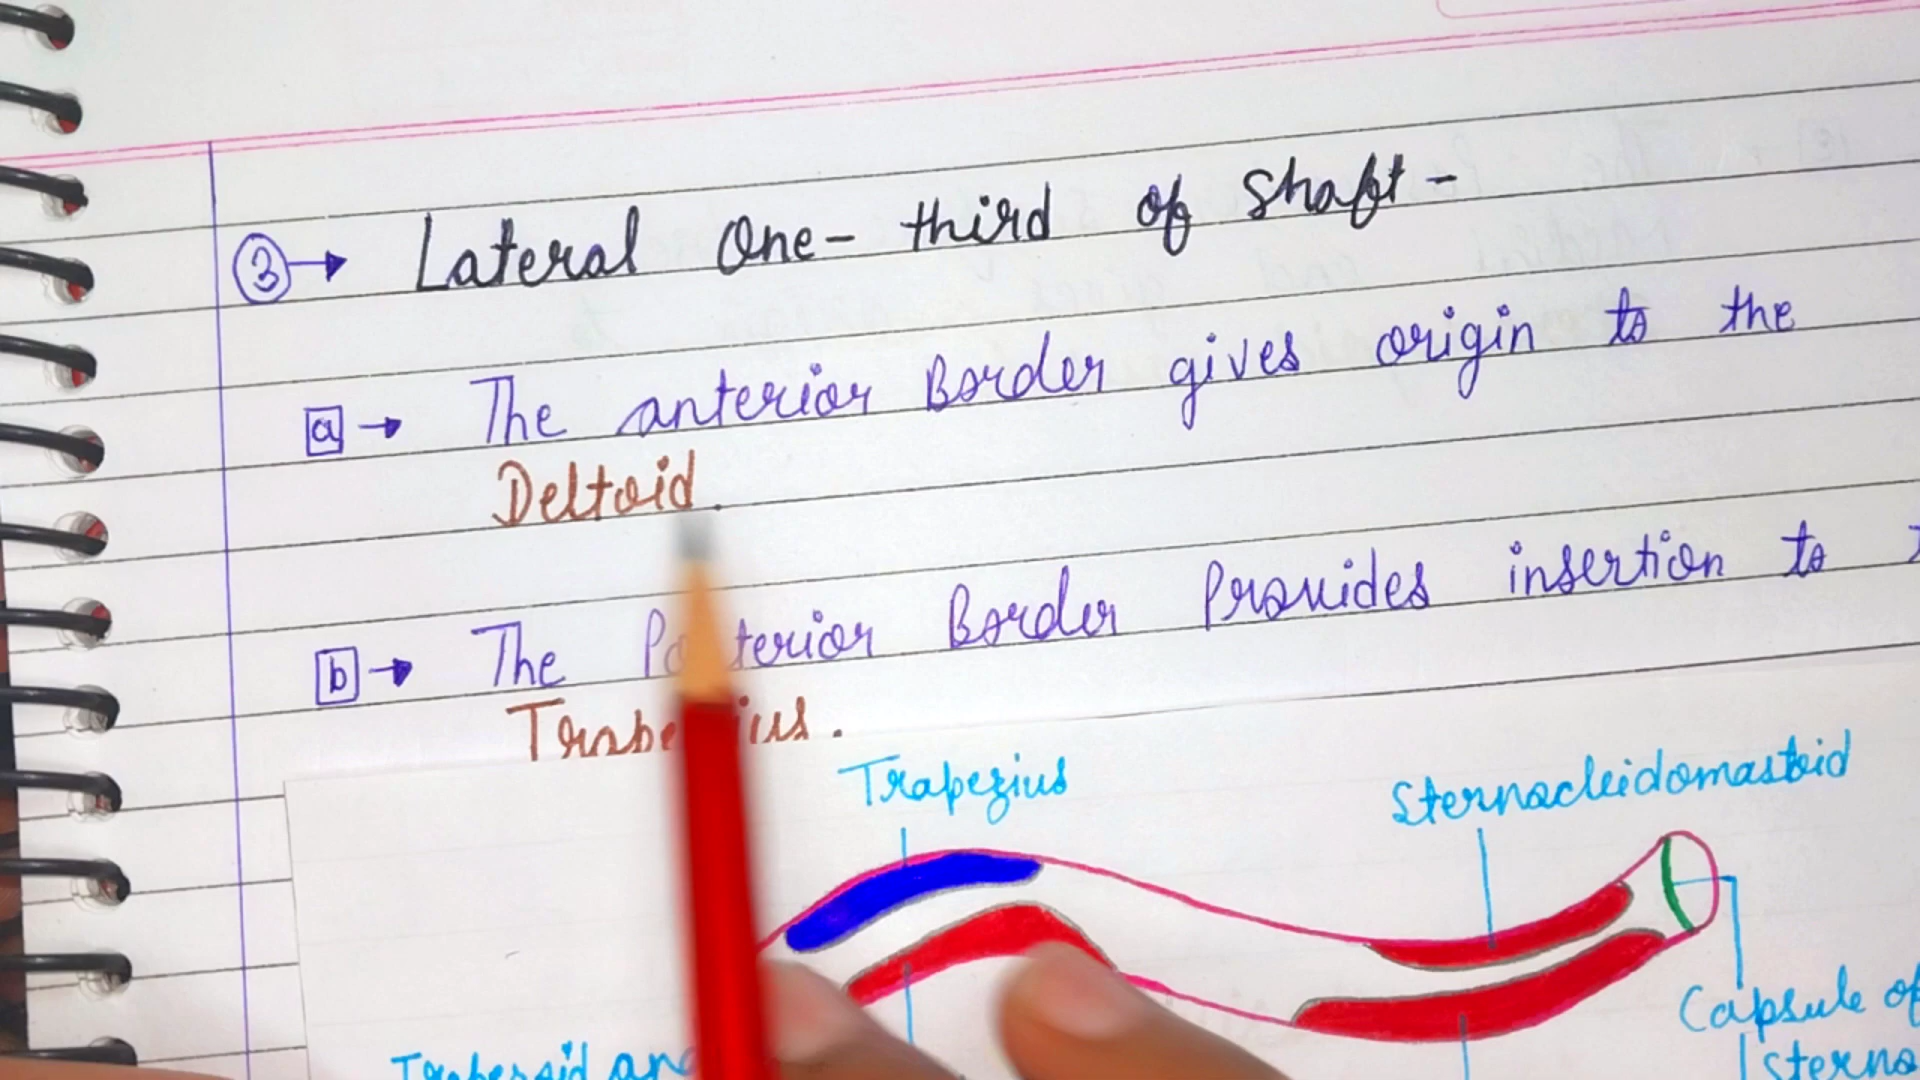 3 → Lateral One-third of Shaft-
a → The anterior Border gives origin to the
Deltoid.
b → The Border Provides insertion to
Trapezius
Sternocleidomastoid
Capsule of